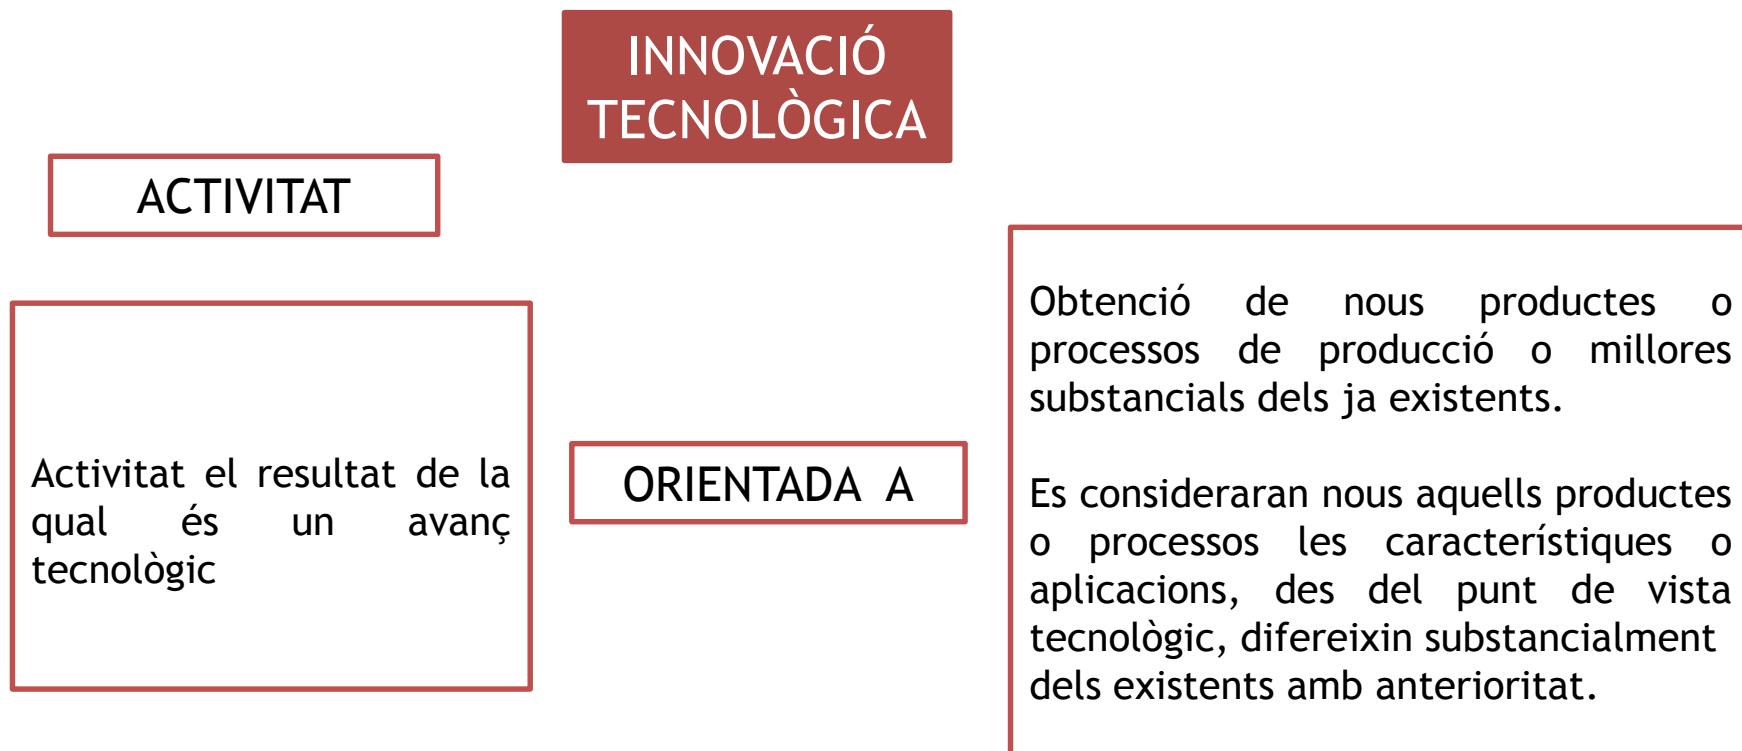 INNOVACIÓ
TECNOLÒGICA
ACTIVITAT
Activitat el resultat de la
qual és un avanç
tecnològic
ORIENTADA A
Obtenció de nous productes o
processos de producció o millores
substancials dels ja existents.
Es consideraran nous aquells productes
o processos les característiques o
aplicacions, des del punt de vista
tecnològic, difereixin substancialment
dels existents amb anterioritat.